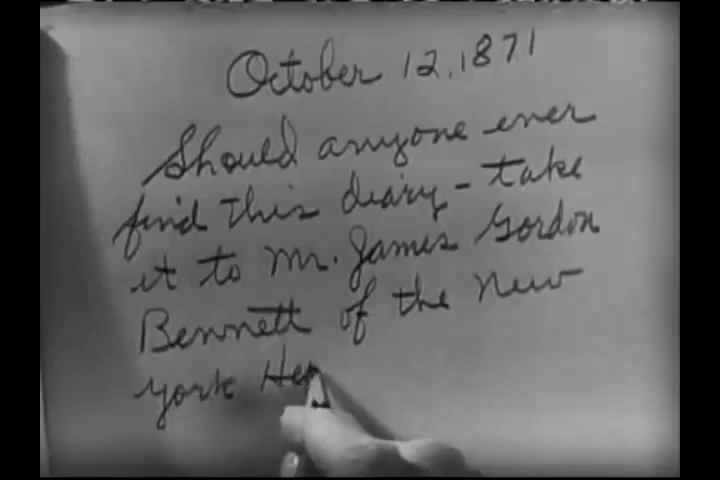 October 12, 1871
Should anyone ever
find this diary - take
it to Mr. James Gordon
Bennett of the New
York Her